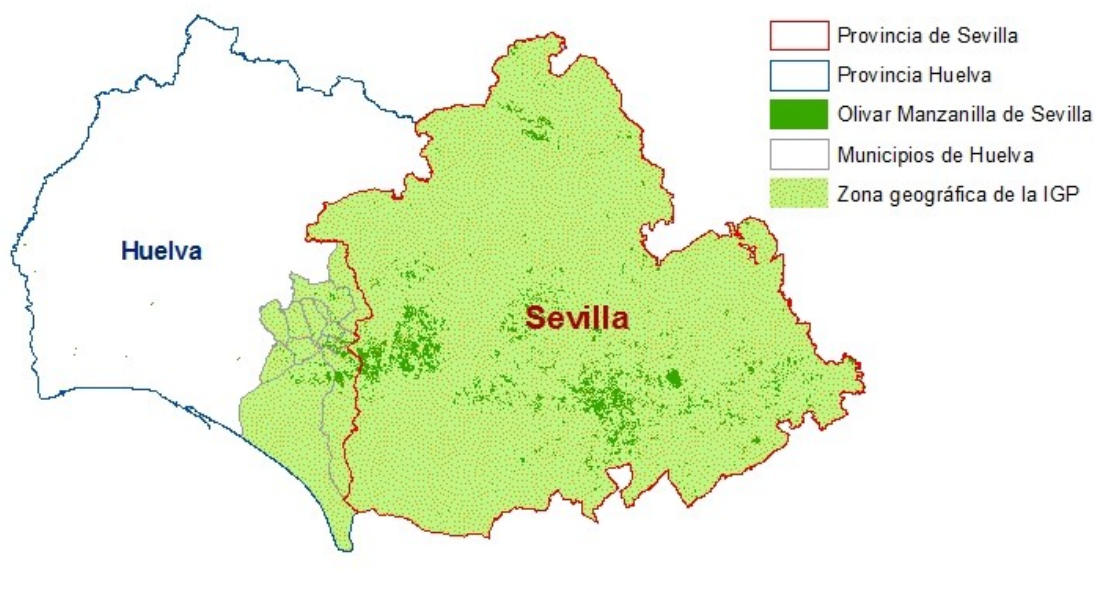 Provincia de Sevilla
Provincia Huelva
Olivar Manzanilla de Sevilla
Municipios de Huelva
Zona geográfica de la IGP
Huelva
Sevilla